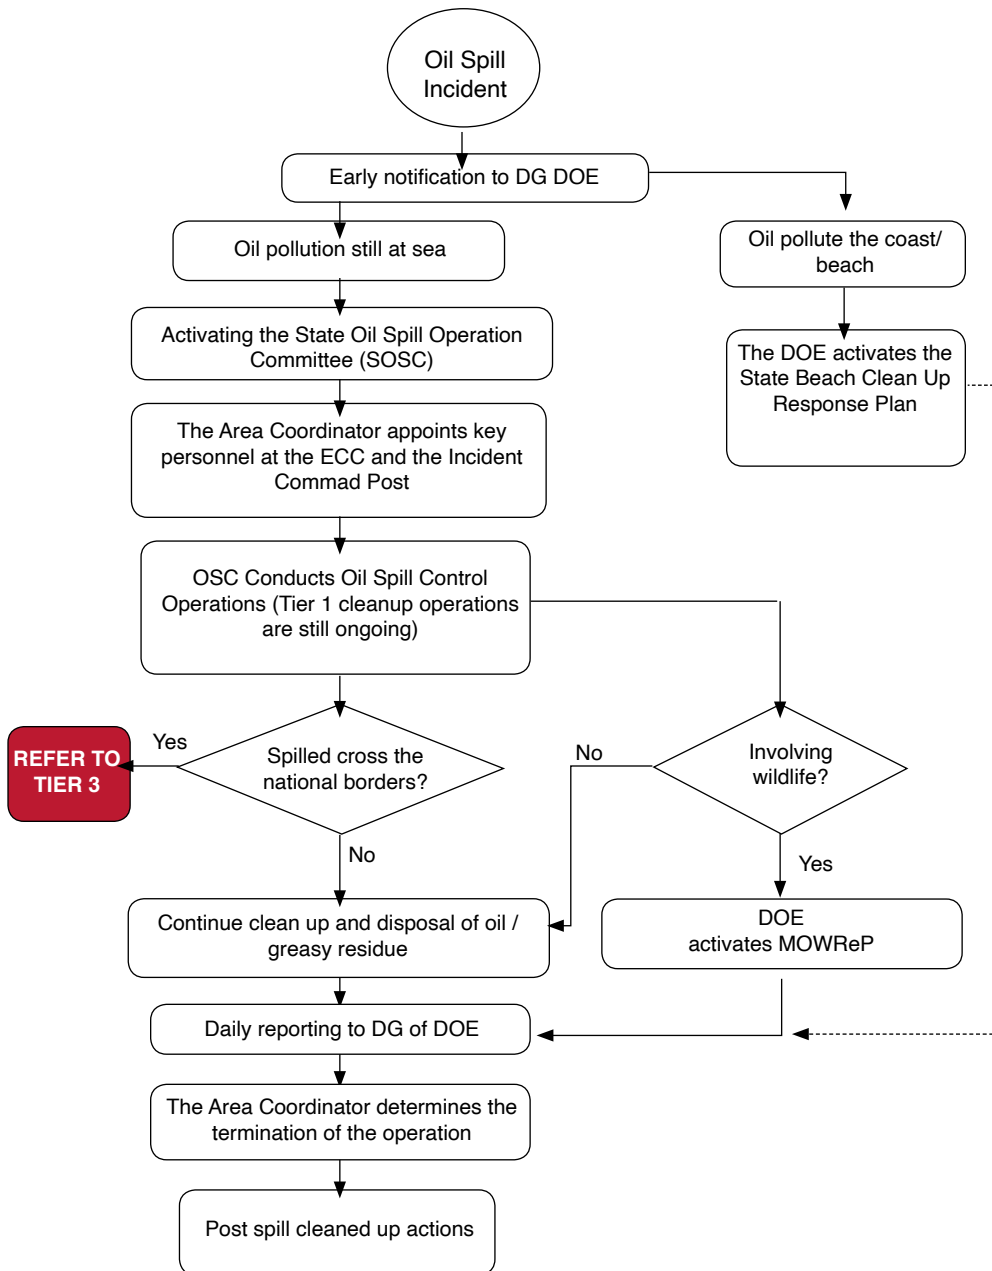 Oil Spill
Incident
Early notification to DG DOE
Oil pollution still at sea
Oil pollute the coast/
beach
Activating the State Oil Spill Operation
Committee (SOSC)
The DOE activates the
State Beach Clean Up
Response Plan
The Area Coordinator appoints key
personnel at the ECC and the Incident
Commad Post
OSC Conducts Oil Spill Control
Operations (Tier 1 cleanup operations
are still ongoing)
REFER TO
TIER 3
Yes
Spilled cross the
national borders?
No
Involving
wildlife?
No
Yes
Continue clean up and disposal of oil /
greasy residue
DOE
activates MOWReP
Daily reporting to DG of DOE
The Area Coordinator determines the
termination of the operation
Post spill cleaned up actions